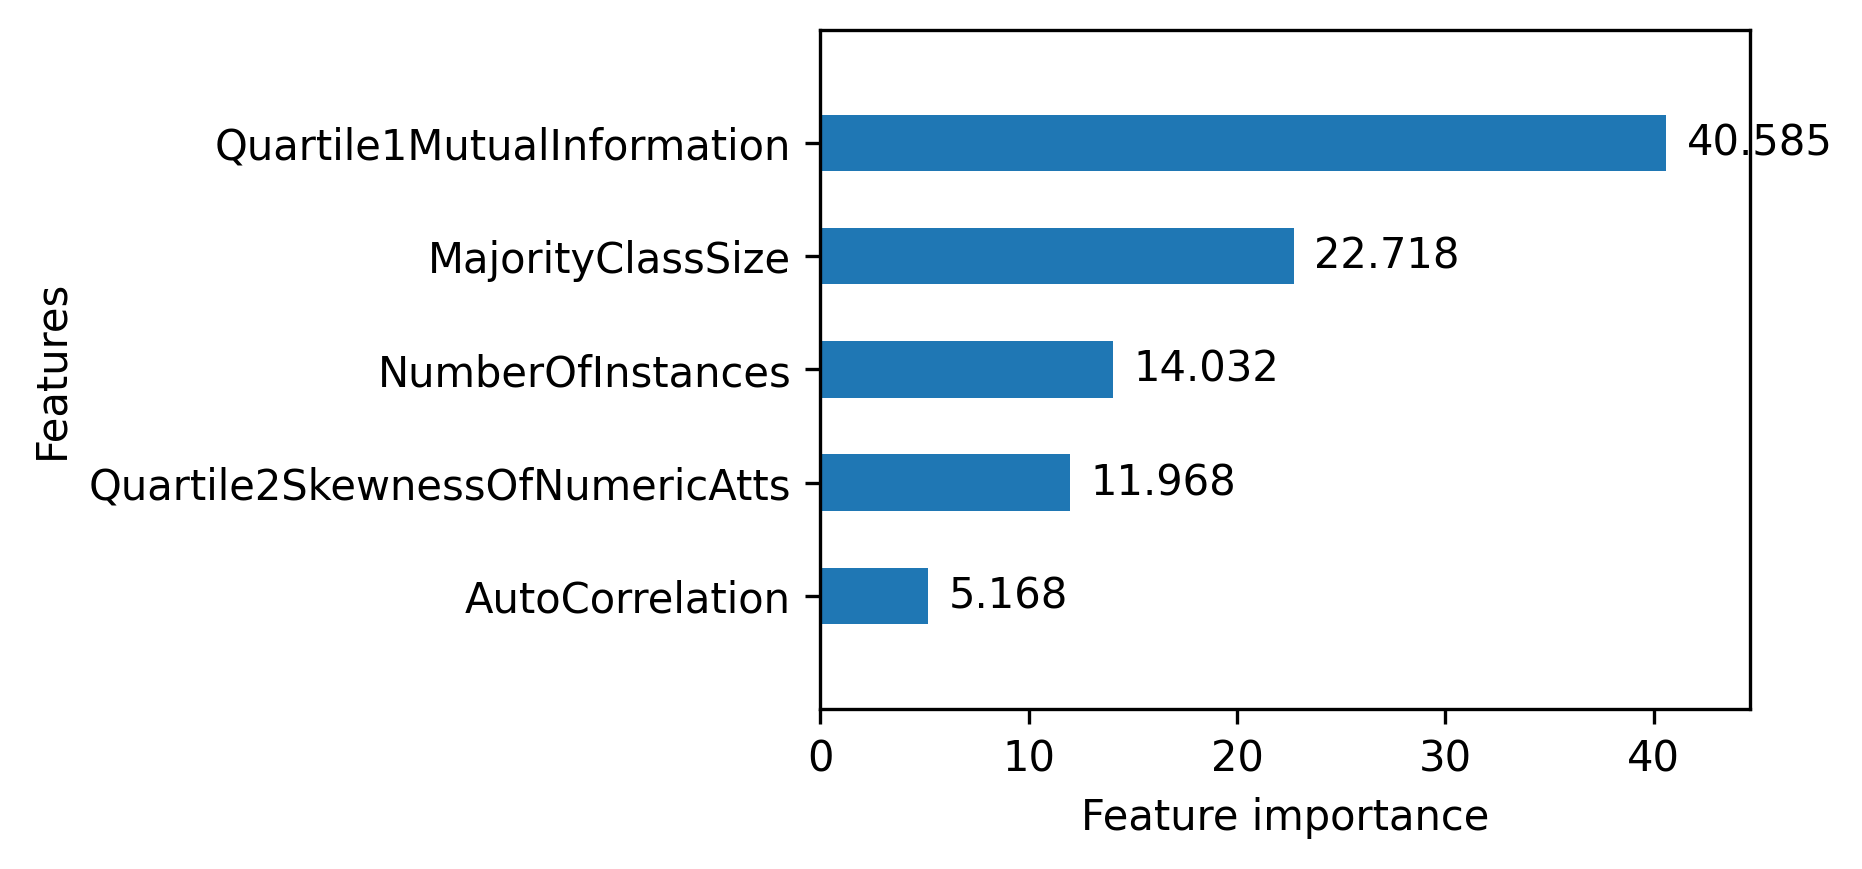 Quartile1MutualInformation
40.585
MajorityClassSize
22.718
NumberOfInstances
14.032
Features
Quartile2SkewnessOfNumericAtts
11.968
AutoCorrelation
5.168
0 10 20 30 40
Feature importance